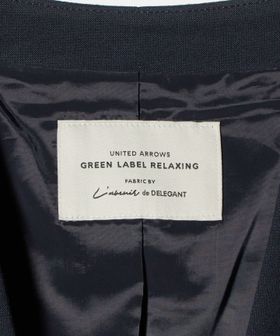 UNITED ARROWS
GREEN LABEL RELAXING
FABRIC BY
L'avenir de DELEGANT